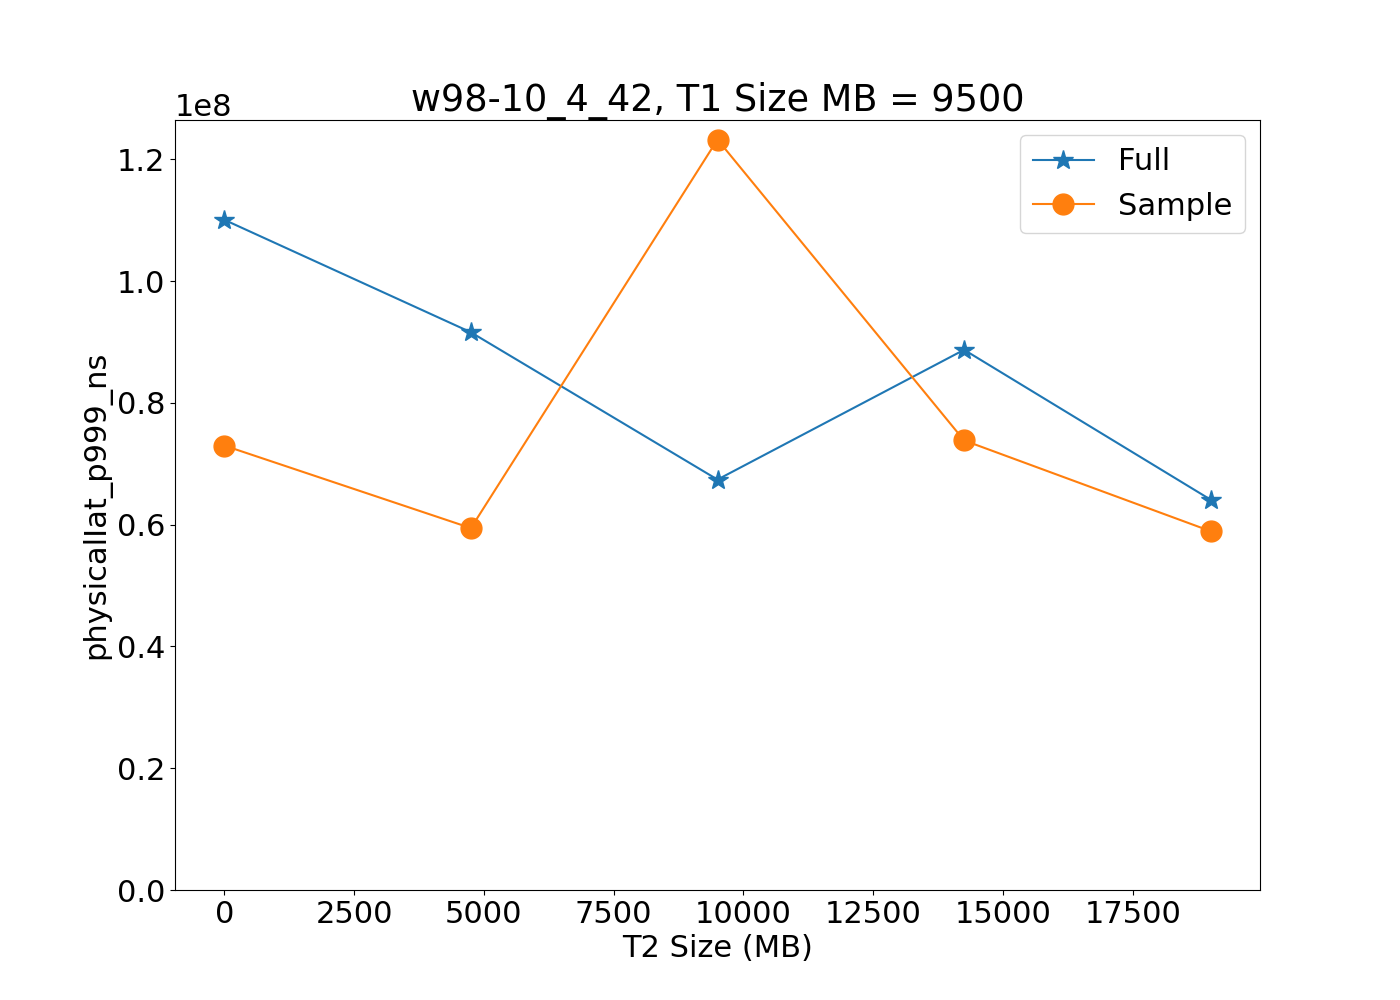 w98-10_4_42, T1 Size MB = 9500
1e8
Full
Sample
1.2
1.0
0.8
0.6
0.4
0.2
0.0
physicallat_p999_ns
0 2500 5000 7500 10000 12500 15000 17500
T2 Size (MB)